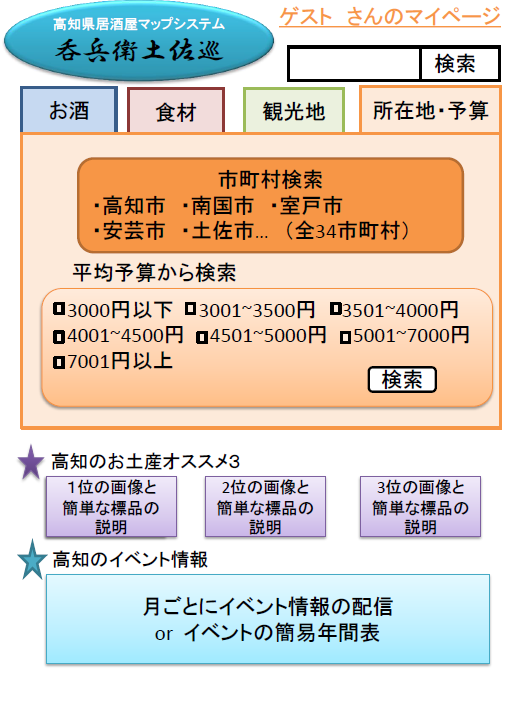 高知県居酒屋マップシステム
呑兵衛土佐巡
ゲスト　さんのマイページ
検索
お酒
食材
観光地
所在地・予算
市町村検索
・高知市　・南国市　・室戸市
・安芸市　・土佐市…　（全34市町村）
平均予算から検索
3000円以下　3001~3500円　3501~4000円
4001~4500円　4501~5000円　5001~7000円
7001円以上
検索
高知のお土産オススメ3
1位の画像と
簡単な標品の
説明
2位の画像と
簡単な標品の
説明
3位の画像と
簡単な標品の
説明
高知のイベント情報
月ごとにイベント情報の配信
or イベントの簡易年間表